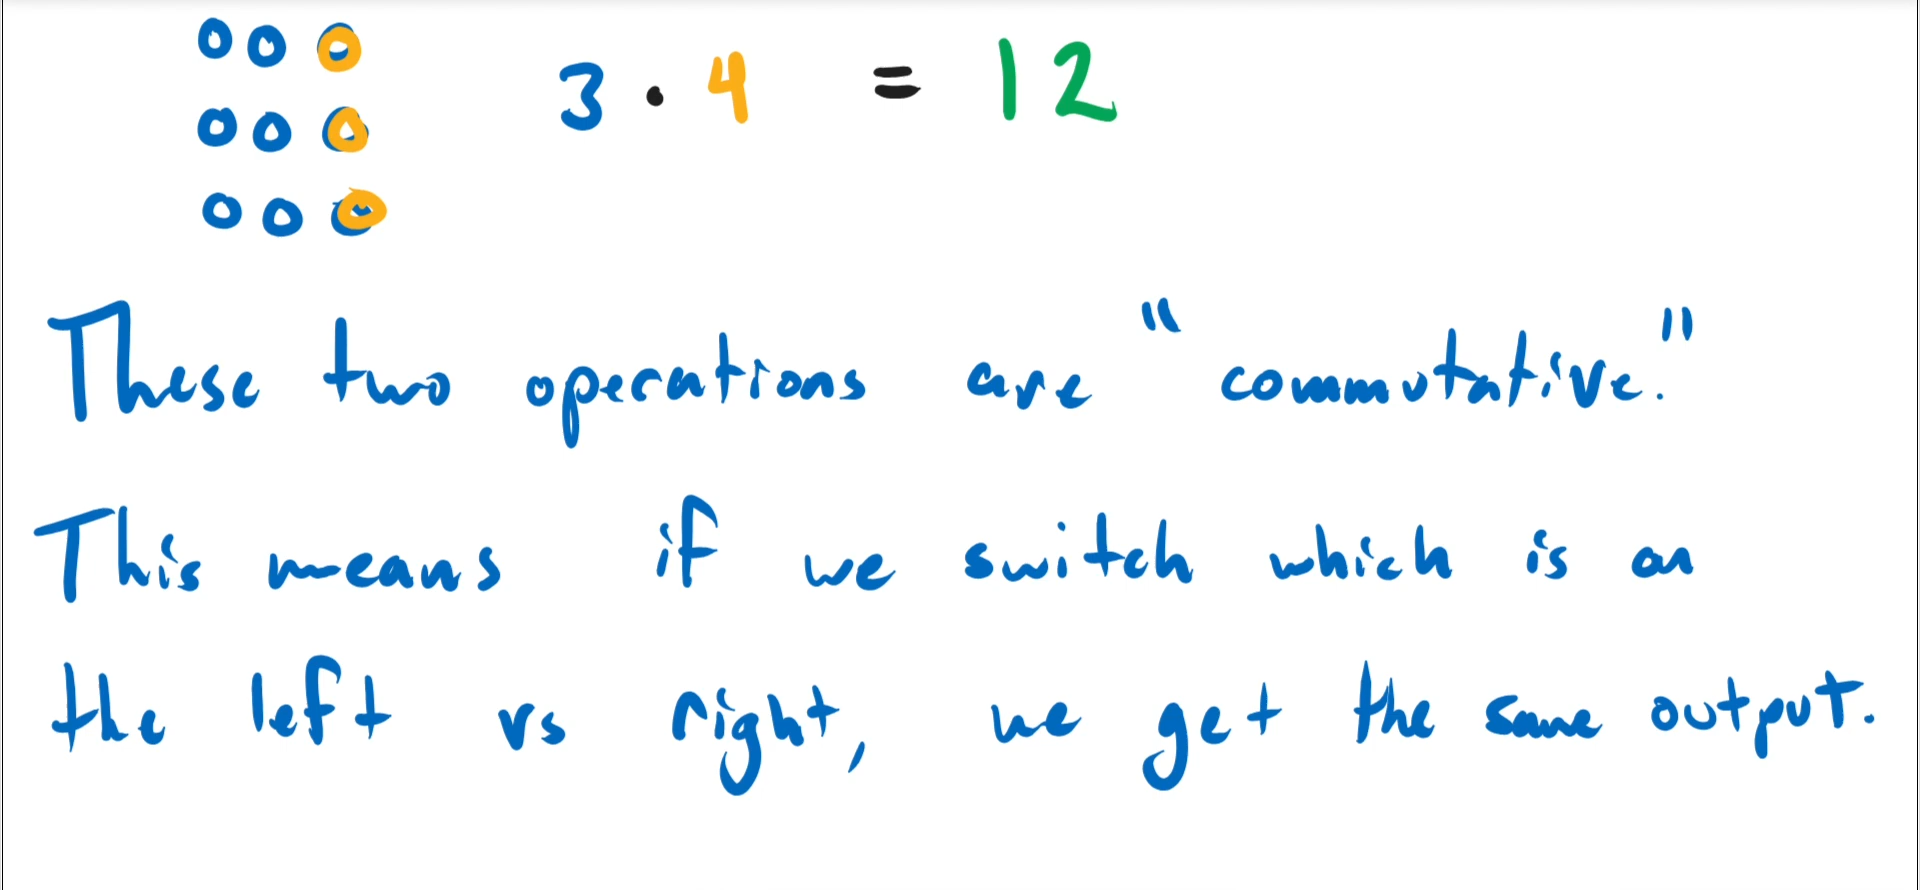 3 · 4 = 12
These two operations are "commutative."
This means if we switch which is on
the left vs right, we get the same output.